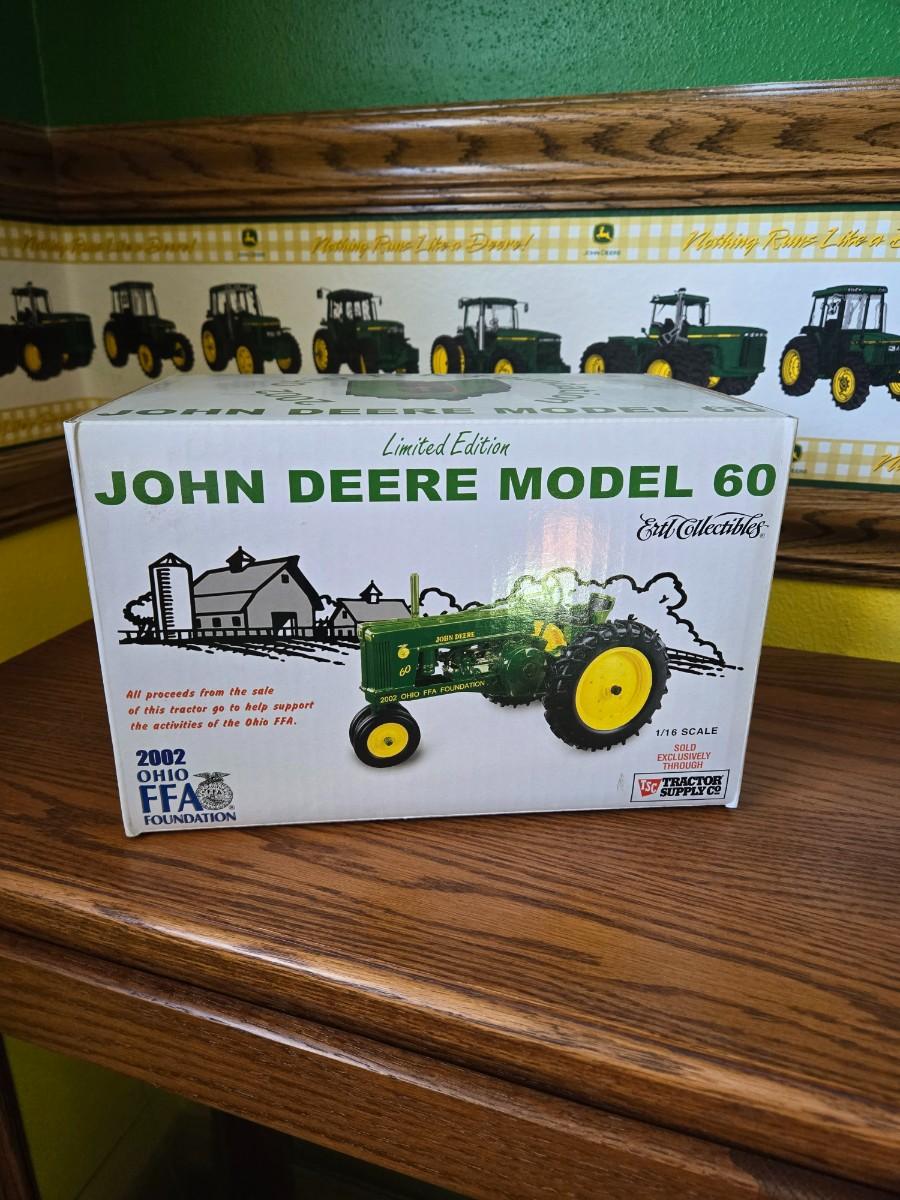 Nothing Runs Like a Deere!
Nothing Runs Like a Deere!
JOHN DEERE
Nothing Runs Like a
JOHN DEERE MODEL 60
Limited Edition
JOHN DEERE MODEL 60
Ertl Collectibles
JOHN DEERE
60
2002 OHIO FFA FOUNDATION
All proceeds from the sale
of this tractor go to help support
the activities of the Ohio FFA.
2002
OHIO
FFA
FFA
FOUNDATION
1/16 SCALE
SOLD
EXCLUSIVELY
THROUGH
TSC TRACTOR
SUPPLY CO